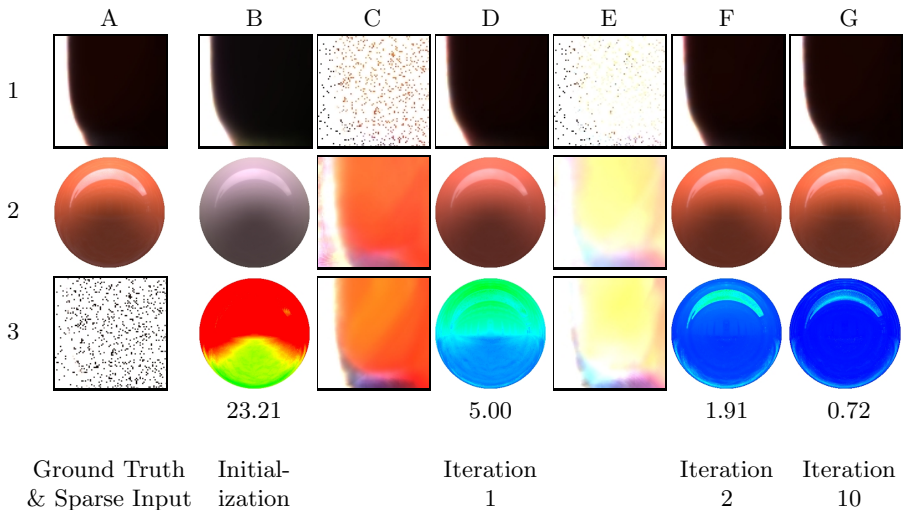 A B C D E F G
1
2
3
23.21 5.00 1.91 0.72
Ground Truth Initial- Iteration Iteration Iteration
& Sparse Input ization 1 2 10